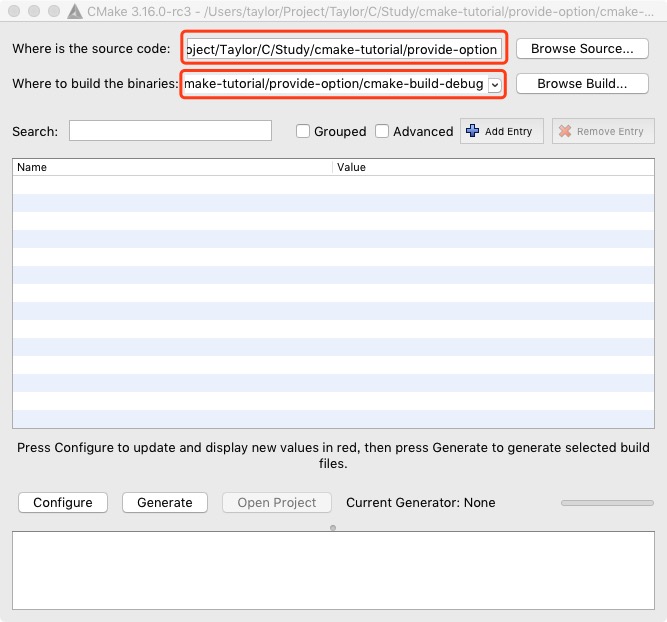 CMake 3.16.0-rc3 - /Users/taylor/Project/Taylor/C/Study/cmake-tutorial/provide-option/cmake-...
Where is the source code: oject/Taylor/C/Study/cmake-tutorial/provide-option Browse Source...
Where to build the binaries: make-tutorial/provide-option/cmake-build-debug Browse Build...
Search: Grouped Advanced Add Entry Remove Entry
Name Value
Press Configure to update and display new values in red, then press Generate to generate selected build
files.
Configure Generate Open Project Current Generator: None